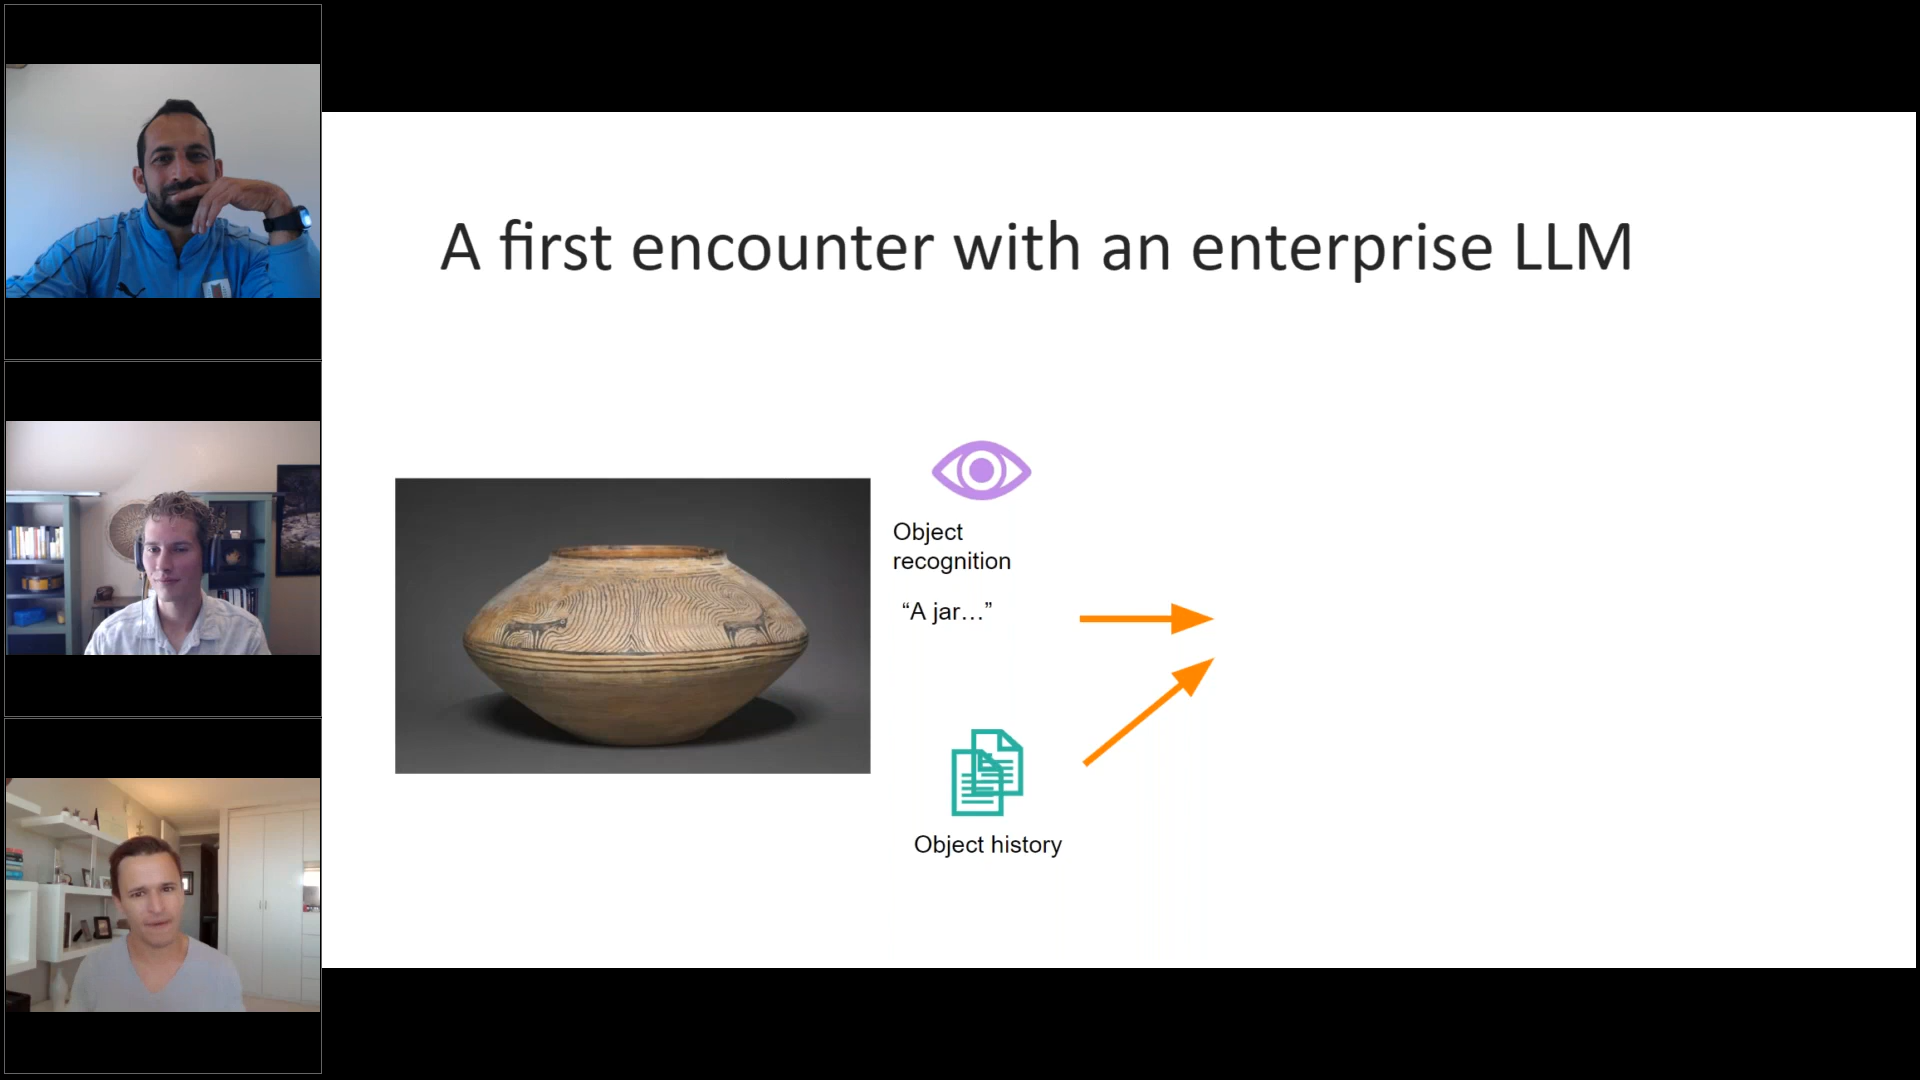 A first encounter with an enterprise LLM
Object
recognition
“A jar…”
Object history